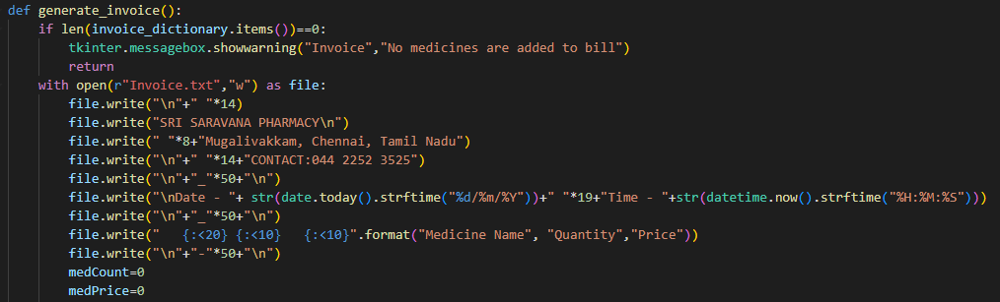 def generate_invoice():
    if len(invoice_dictionary.items())==0:
        tkinter.messagebox.showwarning("Invoice","No medicines are added to bill")
        return
    with open(r"Invoice.txt","w") as file:
        file.write("\n"+" "*14)
        file.write("SRI SARAVANA PHARMACY\n")
        file.write(" "*8+"Mugalivakkam, Chennai, Tamil Nadu")
        file.write("\n"+" "*14+"CONTACT:044 2252 3525")
        file.write("\n"+"_"*50+"\n")
        file.write("\nDate - "+ str(date.today().strftime("%d/%m/%Y"))+" "*19+"Time - "+str(datetime.now().strftime("%H:%M:%S")))
        file.write("\n"+"_"*50+"\n")
        file.write("   {:<20} {:<10}   {:<10}".format("Medicine Name", "Quantity","Price"))
        file.write("\n"+"-"*50+"\n")
        medCount=0
        medPrice=0